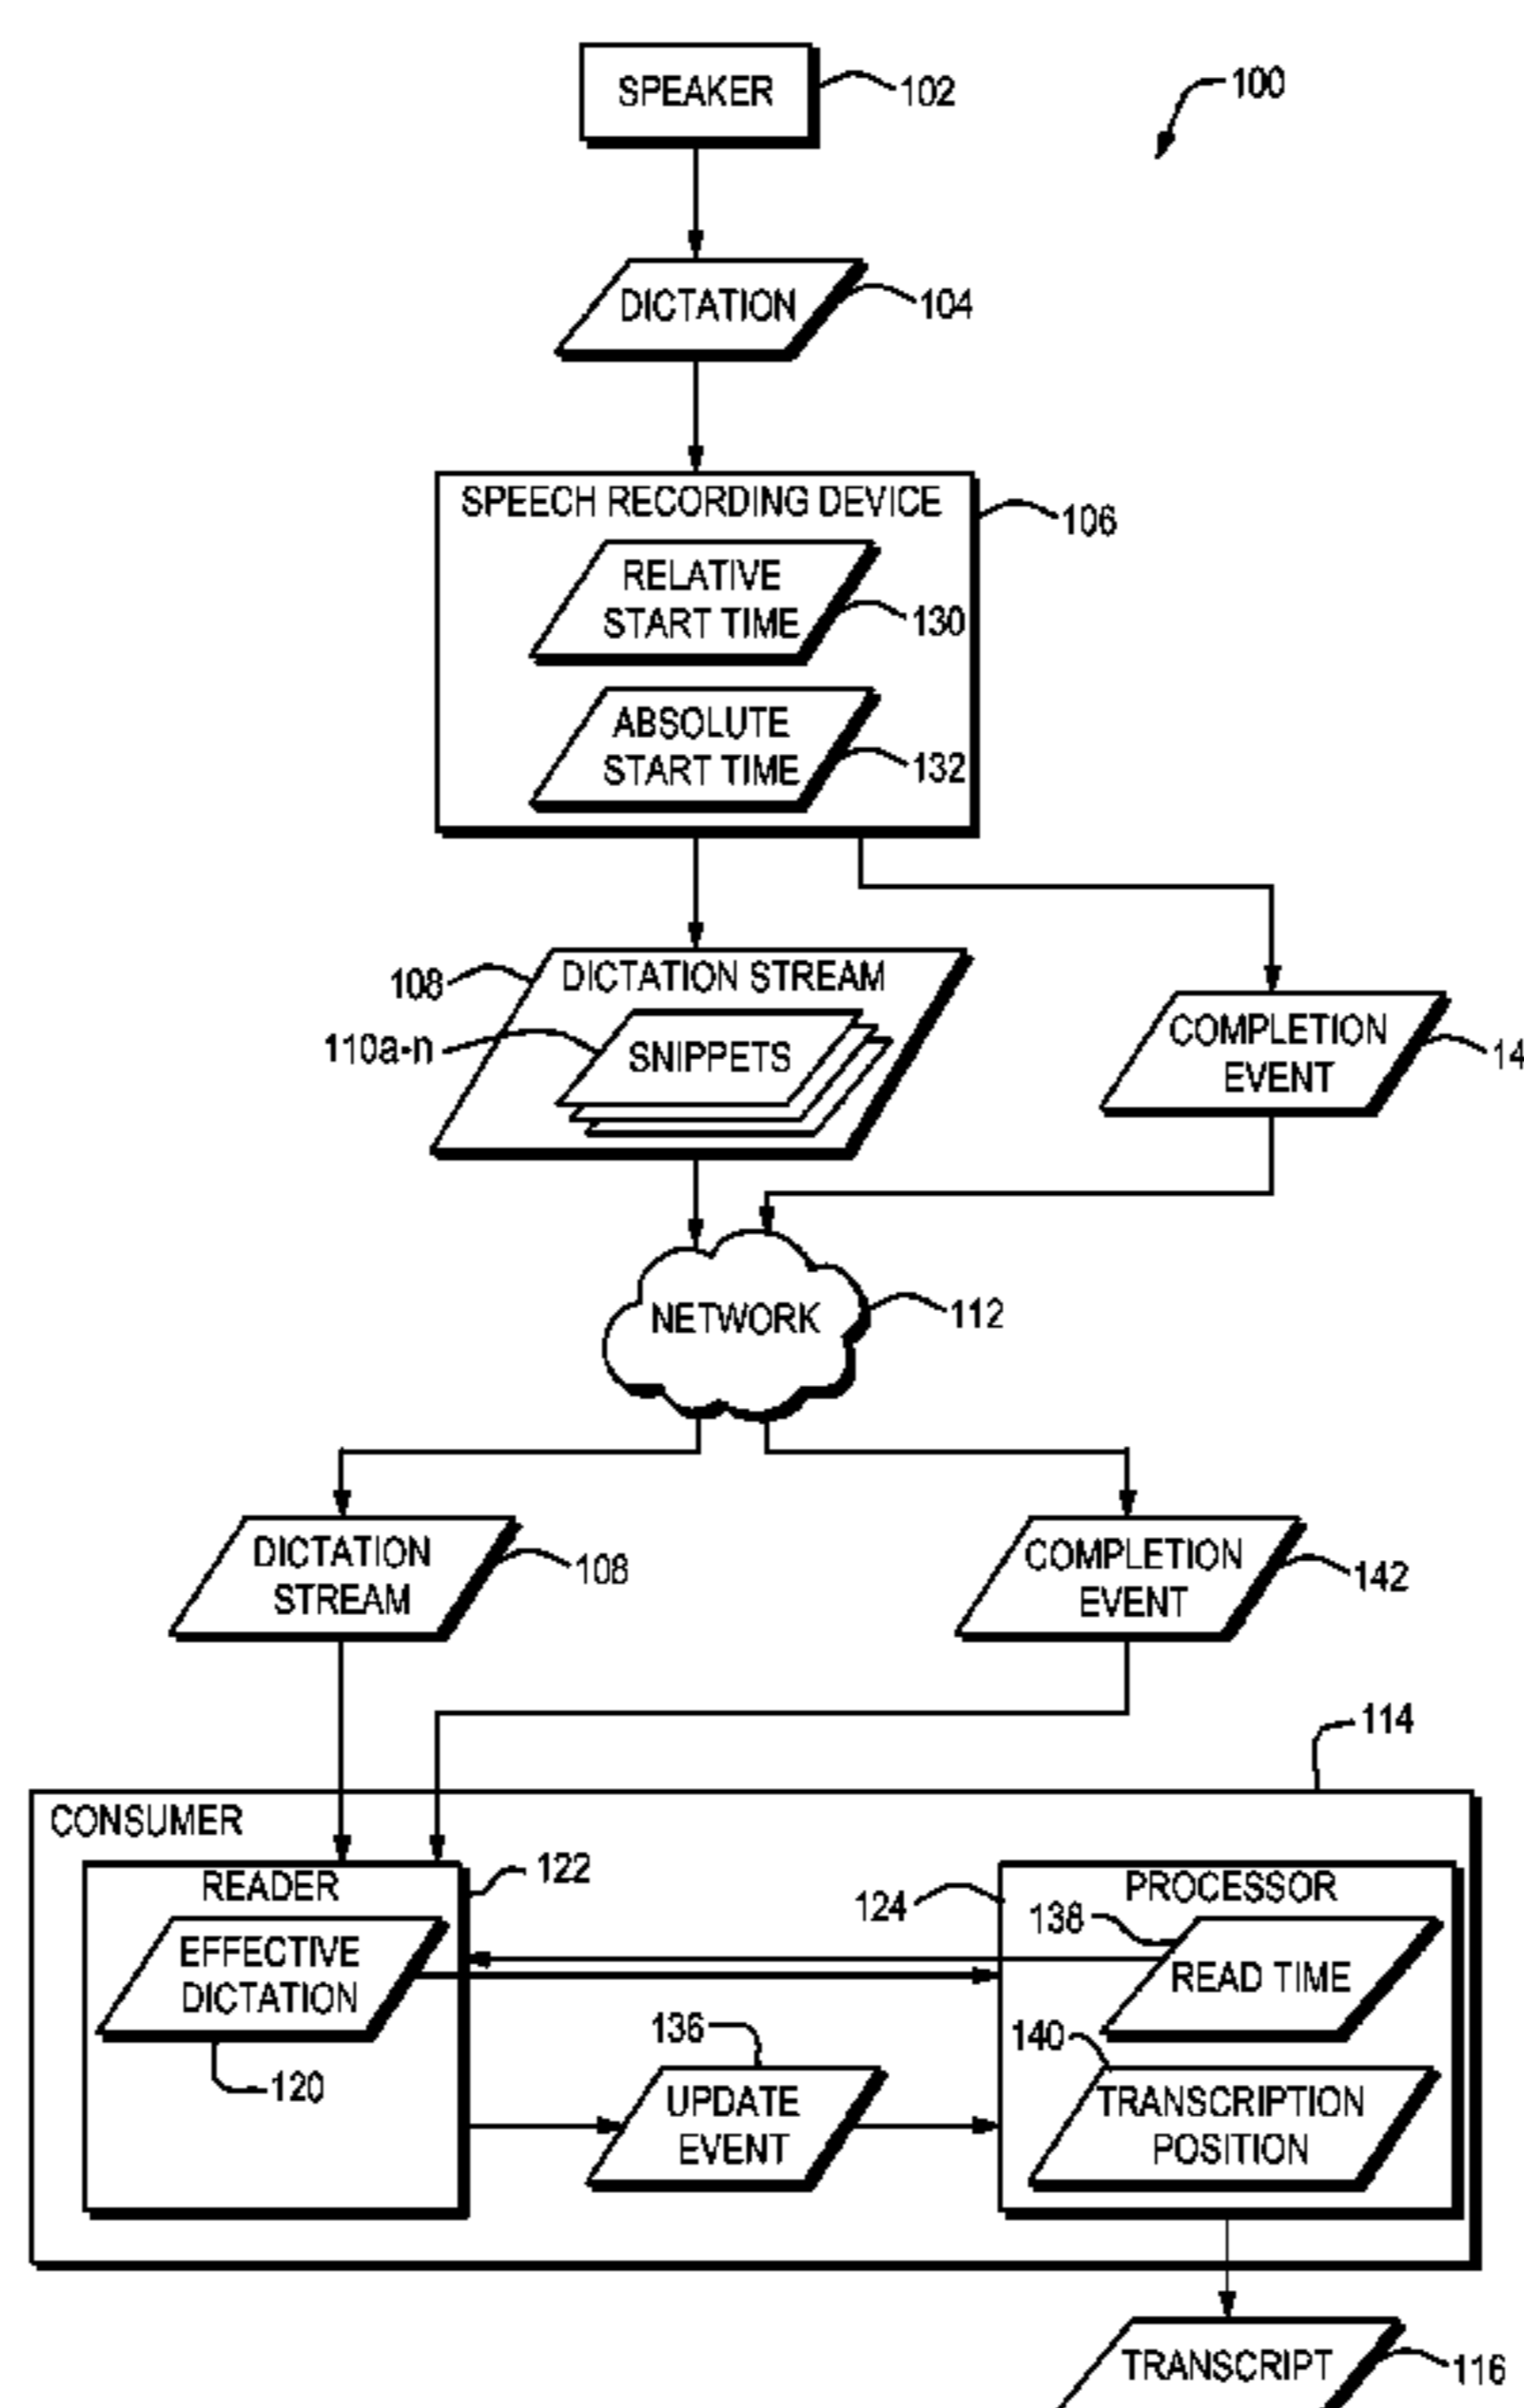 SPEAKER
102
100
DICTATION
104
SPEECH RECORDING DEVICE
106
RELATIVE
START TIME
130
ABSOLUTE
START TIME
132
108
DICTATION STREAM
110a-n
SNIPPETS
COMPLETION
EVENT
14
NETWORK
112
DICTATION
STREAM
108
COMPLETION
EVENT
142
114
CONSUMER
READER
122
EFFECTIVE
DICTATION
120
136
UPDATE
EVENT
124
PROCESSOR
138
READ TIME
140
TRANSCRIPTION
POSITION
TRANSCRIPT
116